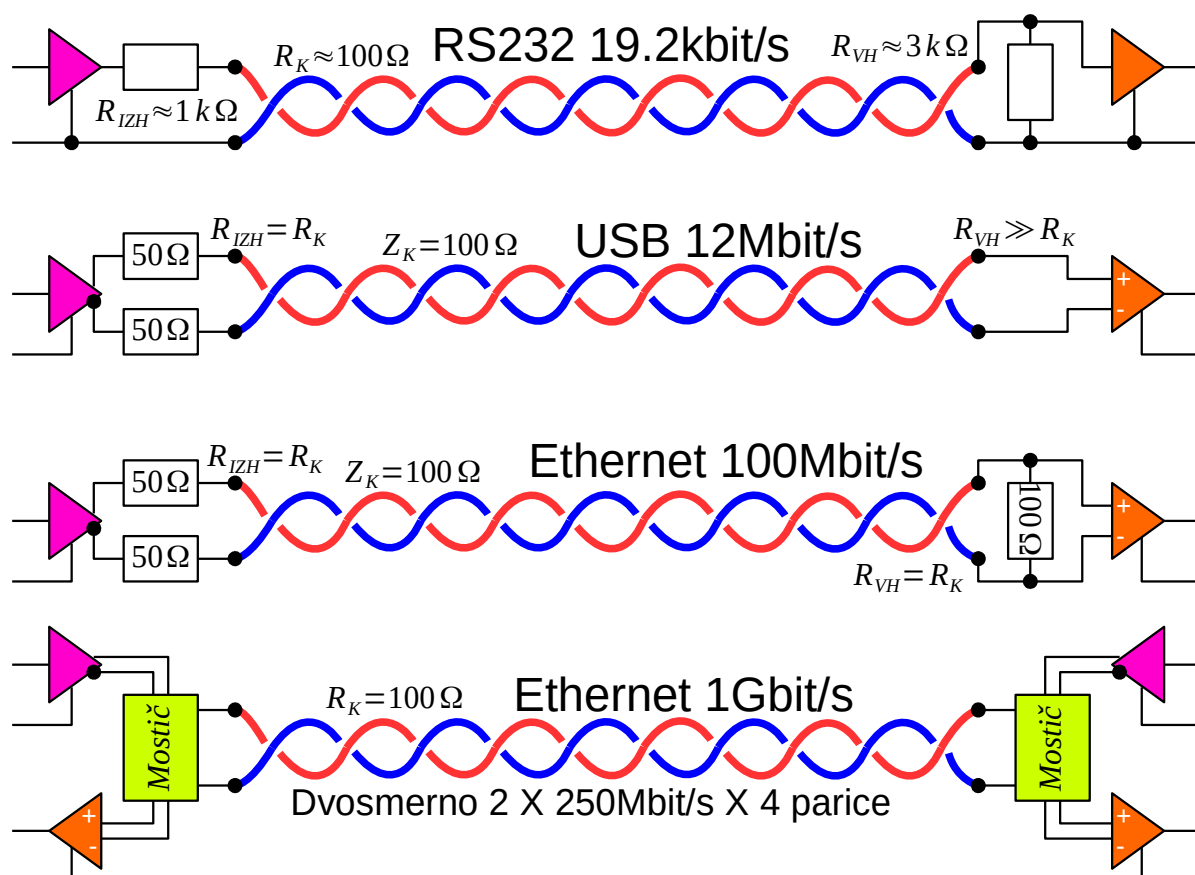 R_K≈100Ω
RS232 19.2kbit/s
R_VH≈3kΩ
R_IZH≈1kΩ
50Ω
R_IZH=R_K
Z_K=100Ω
USB 12Mbit/s
R_VH≫R_K
+
-
50Ω
50Ω
R_IZH=R_K
Z_K=100Ω
Ethernet 100Mbit/s
100Ω
+
-
50Ω
R_VH=R_K
Mostič
R_K=100Ω
Ethernet 1Gbit/s
Mostič
Dvosmerno 2 X 250Mbit/s X 4 parice
+
-
+
-